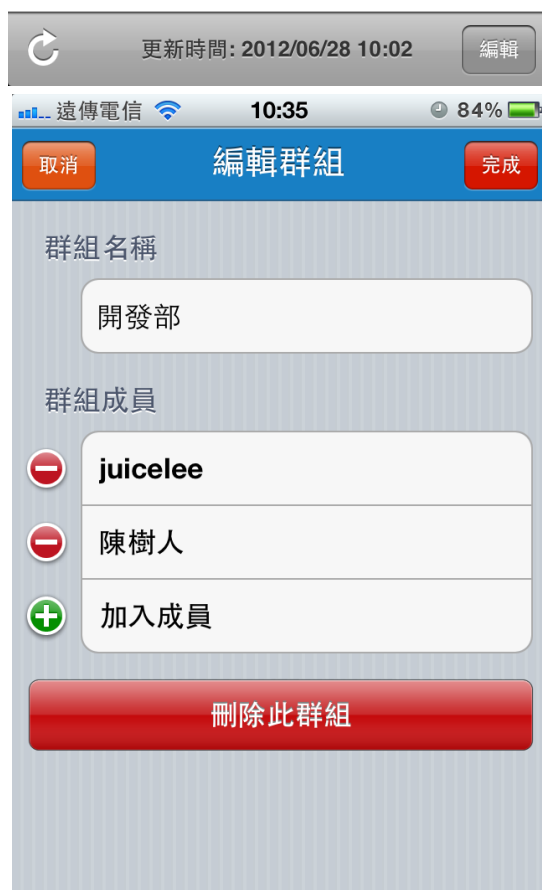 更新時間: 2012/06/28 10:02 編輯
遠傳電信 10:35 84%
取消 編輯群組 完成
群組名稱
開發部
群組成員
juicelee
陳樹人
加入成員
刪除此群組